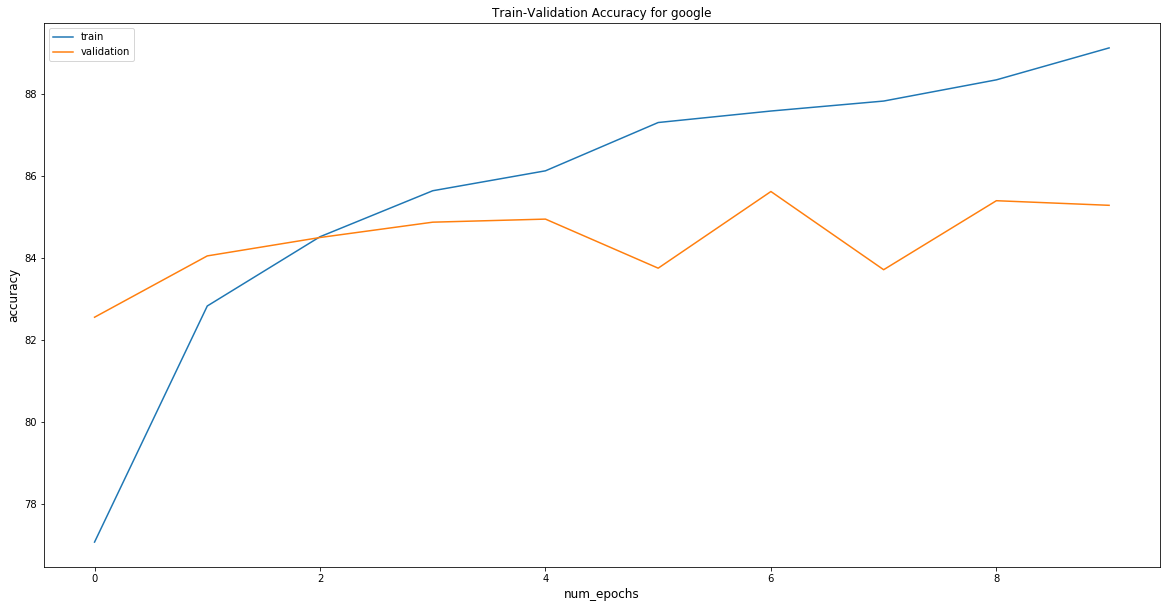 Train-Validation Accuracy for google
train
validation
88
86
84
82
80
78
accuracy
0 2 4 6 8
num_epochs